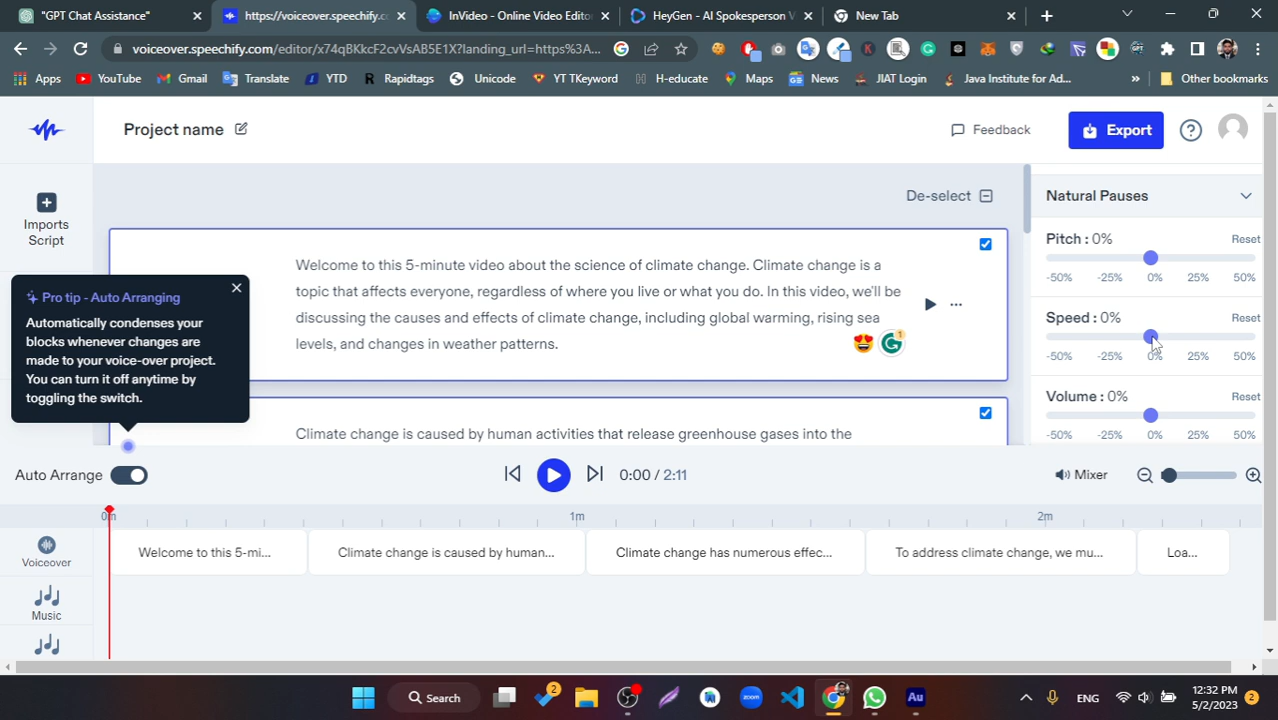 "GPT Chat Assistance"
https://voiceover.speechify.c
InVideo - Online Video Editor
HeyGen - AI Spokesperson V
New Tab
voiceover.speechify.com/editor/x74qBKkcF2cvVsAB5E1X?landing_url=https%3A...
Apps
YouTube
Gmail
Translate
YTD
Rapidtags
Unicode
YT TKeyword
H-educate
Maps
News
JIAT Login
Java Institute for Ad...
»
Other bookmarks
Project name
Feedback
Export
Imports
Script
De-select
Natural Pauses
Pitch : 0%
Reset
-50% -25% 0% 25% 50%
Speed : 0%
Reset
-50% -25% 0% 25% 50%
Volume : 0%
Reset
-50% -25% 0% 25% 50%
Welcome to this 5-minute video about the science of climate change. Climate change is a
topic that affects everyone, regardless of where you live or what you do. In this video, we'll be
discussing the causes and effects of climate change, including global warming, rising sea
levels, and changes in weather patterns.
1
Climate change is caused by human activities that release greenhouse gases into the
Pro tip - Auto Arranging
Automatically condenses your
blocks whenever changes are
made to your voice-over project.
You can turn it off anytime by
toggling the switch.
Auto Arrange
0:00 / 2:11
Mixer
0m
1m
2m
Voiceover
Welcome to this 5-mi...
Climate change is caused by human...
Climate change has numerous effec...
To address climate change, we mu...
Loa...
Music
Search
2
zoom
Au
ENG
12:32 PM
5/2/2023
2